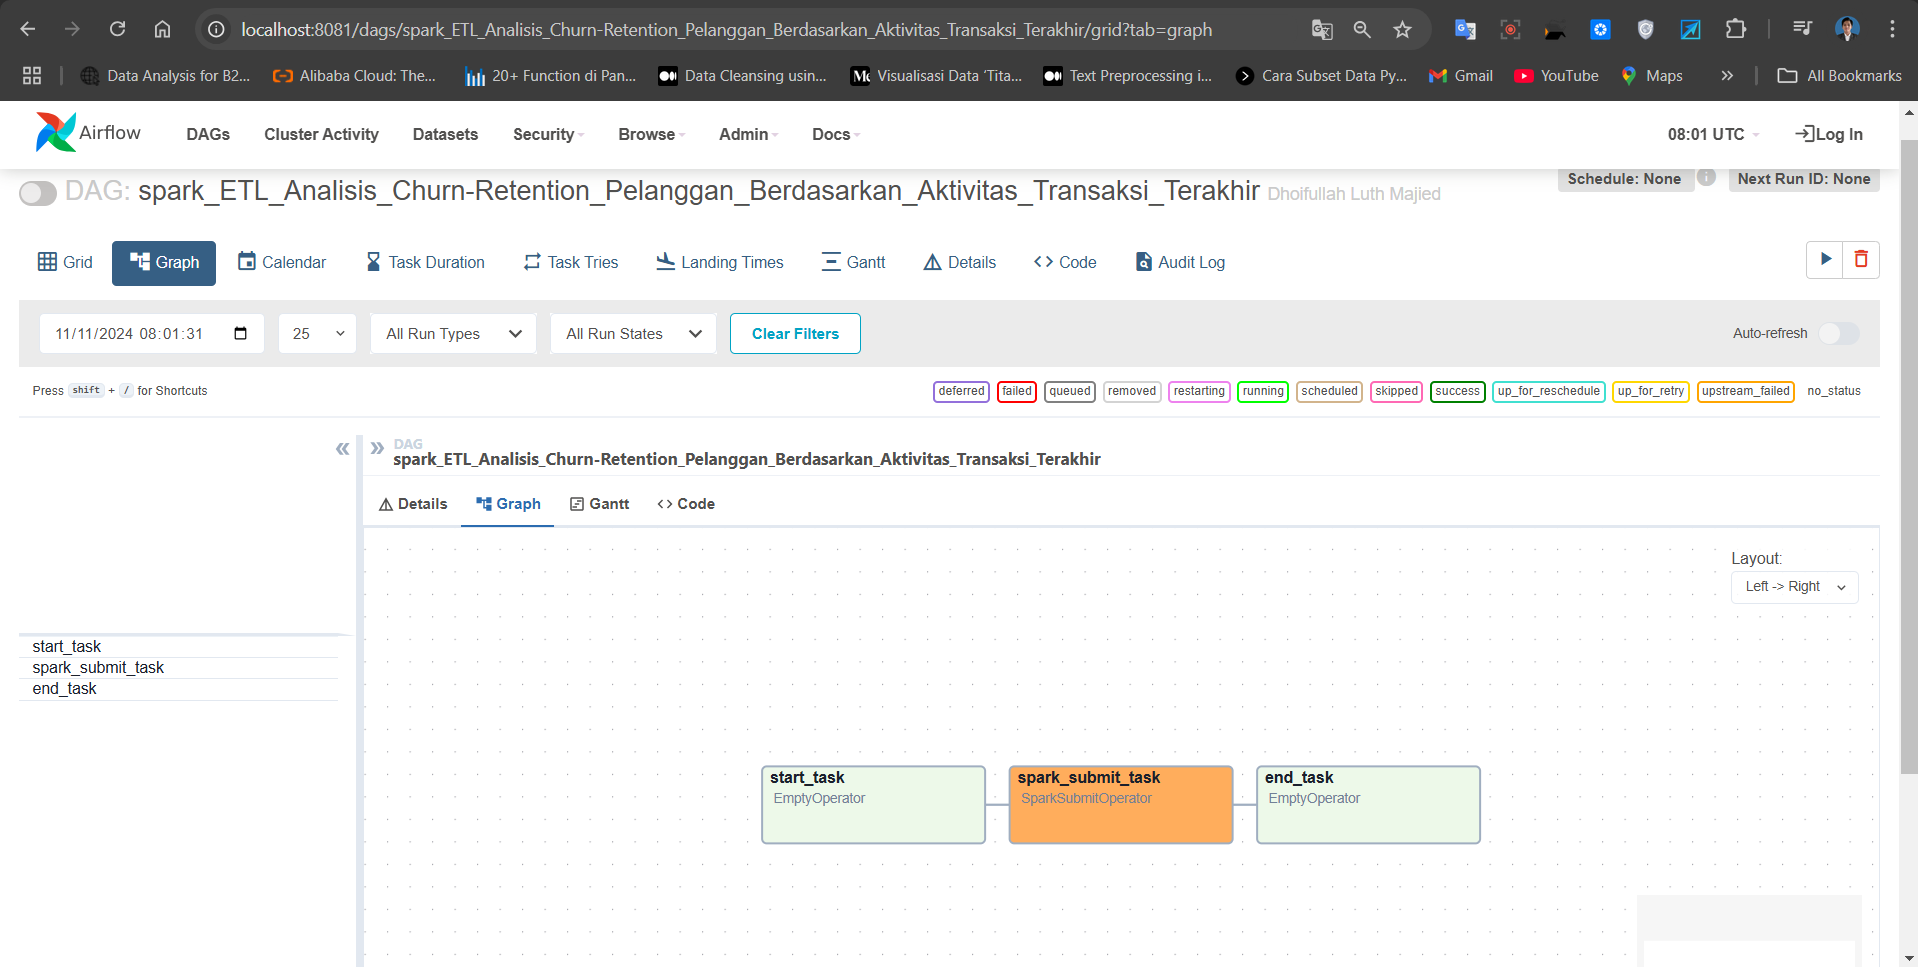 localhost:8081/dags/spark_ETL_Analisis_Churn-Retention_Pelanggan_Berdasarkan_Aktivitas_Transaksi_Terakhir/grid?tab=graph
Data Analysis for B2... Alibaba Cloud: The... 20+ Function di Pan... Data Cleansing usin... Visualisasi Data 'Tita... Text Preprocessing i... Cara Subset Data Py... Gmail YouTube Maps » All Bookmarks
Airflow DAGs Cluster Activity Datasets Security Browse Admin Docs 08:01 UTC Log In
DAG: spark_ETL_Analisis_Churn-Retention_Pelanggan_Berdasarkan_Aktivitas_Transaksi_Terakhir Dhoifullah Luth Majied Schedule: None Next Run ID: None
Grid Graph Calendar Task Duration Task Tries Landing Times Gantt Details Code Audit Log
11/11/2024 08:01:31 25 All Run Types All Run States Clear Filters Auto-refresh
Press shift + / for Shortcuts deferred failed queued removed restarting running scheduled skipped success up_for_reschedule up_for_retry upstream_failed no_status
DAG
spark_ETL_Analisis_Churn-Retention_Pelanggan_Berdasarkan_Aktivitas_Transaksi_Terakhir
Details Graph Gantt Code
Layout:
Left -> Right
start_task
spark_submit_task
end_task
start_task spark_submit_task end_task
EmptyOperator SparkSubmitOperator EmptyOperator